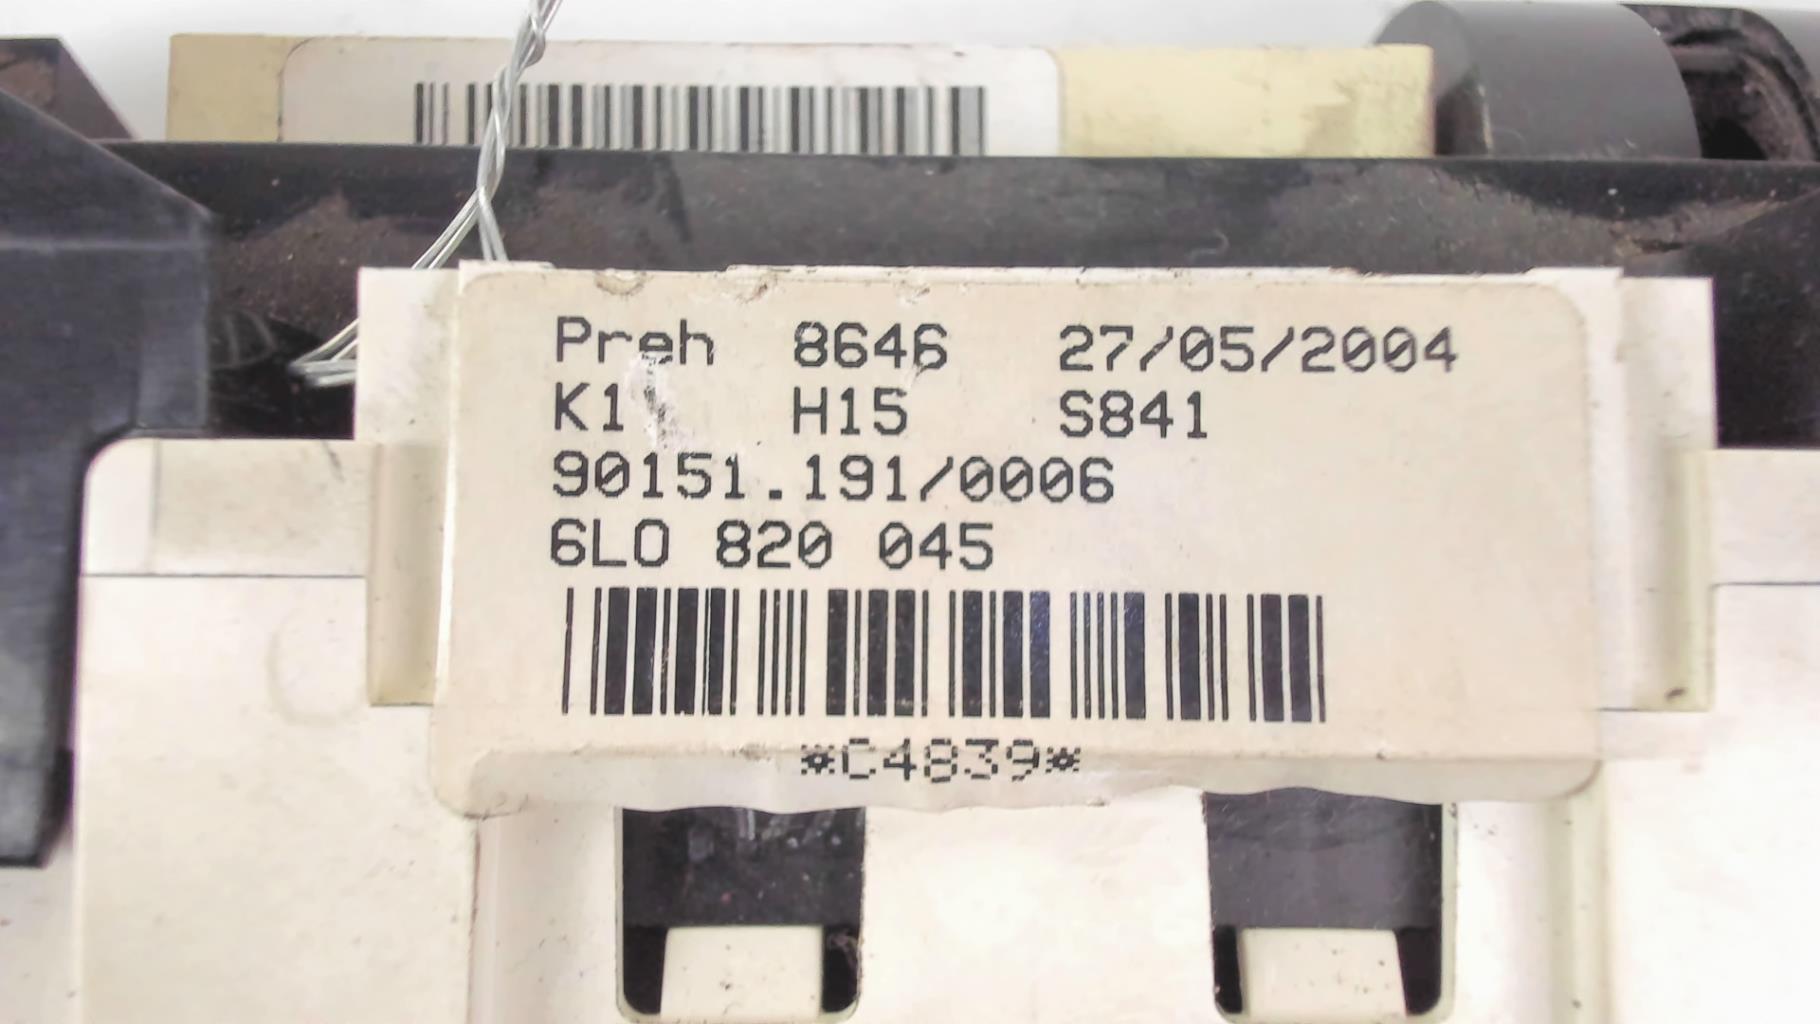 Preh 8646 27/05/2004
K1 H15 S841
90151.191/0006
6L0 820 045
*C4839*